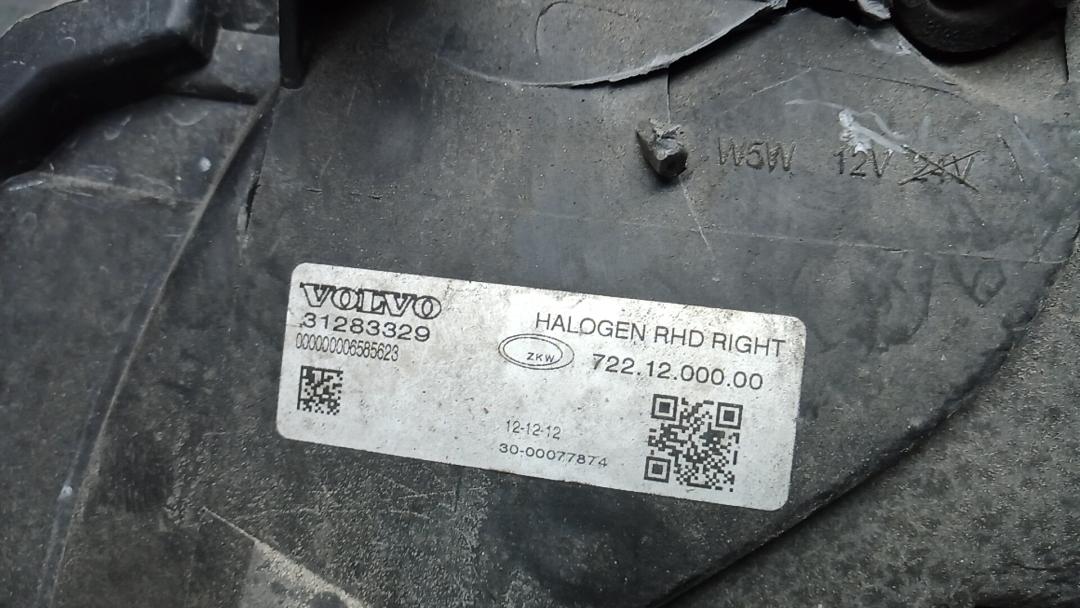 W5W 12V 24V
VOLVO
31283329
000000006585623
HALOGEN RHD RIGHT
ZKW
722.12.000.00
12-12-12
30-00077874